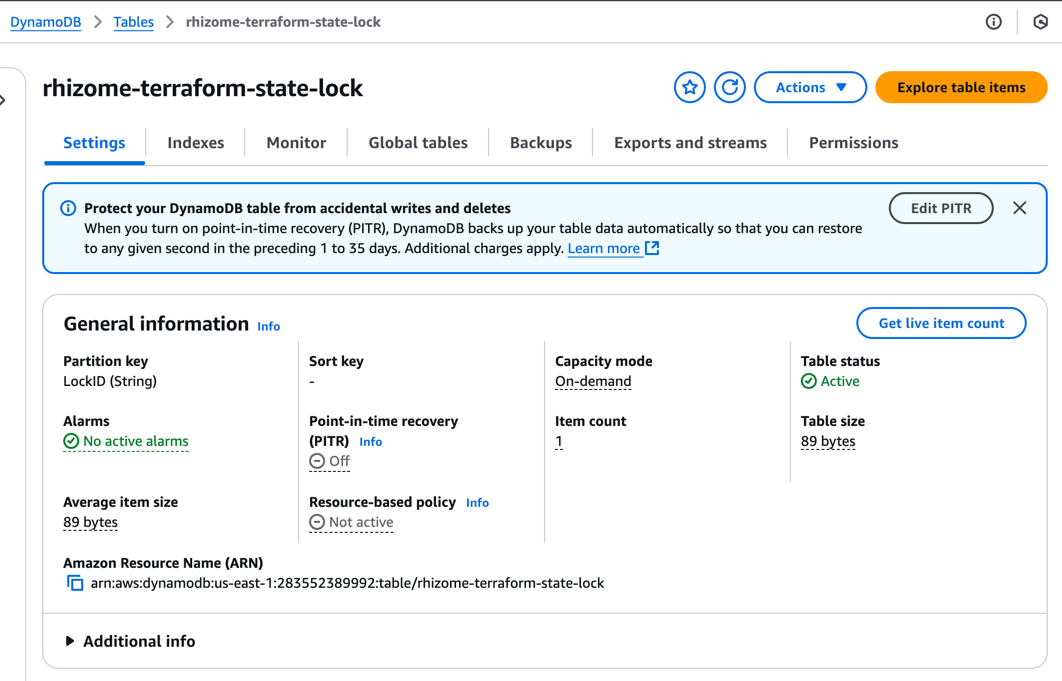 DynamoDB > Tables > rhizome-terraform-state-lock
rhizome-terraform-state-lock
Actions
Explore table items
Settings
Indexes
Monitor
Global tables
Backups
Exports and streams
Permissions
Protect your DynamoDB table from accidental writes and deletes
When you turn on point-in-time recovery (PITR), DynamoDB backs up your table data automatically so that you can restore
to any given second in the preceding 1 to 35 days. Additional charges apply. Learn more
Edit PITR
General information Info
Get live item count
Partition key
LockID (String)
Sort key
-
Capacity mode
On-demand
Table status
Active
Alarms
No active alarms
Point-in-time recovery
(PITR) Info
Off
Item count
1
Table size
89 bytes
Average item size
89 bytes
Resource-based policy Info
Not active
Amazon Resource Name (ARN)
arn:aws:dynamodb:us-east-1:283552389992:table/rhizome-terraform-state-lock
Additional info